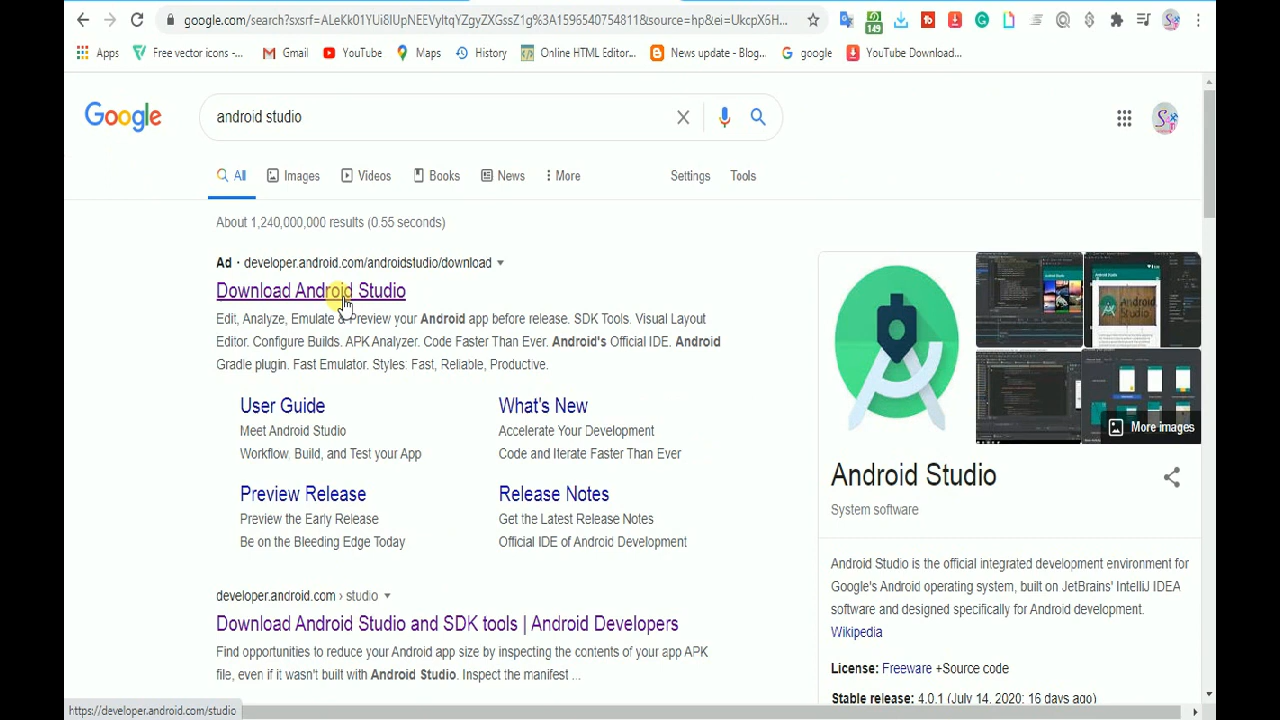 google.com/search?sxsrf=ALeKk01YUi8IUpNEEVyItqYZgyZXGssZ1g%3A1596540754811&source=hp&ei=UkcpX6H...
149
Apps
Free vector icons -...
Gmail
YouTube
Maps
History
Online HTML Editor...
News update - Blog...
google
YouTube Download...
Google
android studio
All
Images
Videos
Books
News
More
Settings
Tools
About 1,240,000,000 results (0.55 seconds)
Ad · developer.android.com/androidstudio/download
Download Android Studio
Edit, Analyze, Emulate & Preview your Android app before release. SDK Tools. Visual Layout
Editor. Configure Builds. APK Analyzer. Code Faster Than Ever. Android's Official IDE. Android
Gradle plugin. Fast Emulator. Styles: Fast, Reliable, Productive.
User Guide
Meet Android Studio
Workflow, Build, and Test your App
What's New
Accelerate Your Development
Code and Iterate Faster Than Ever
Preview Release
Preview the Early Release
Be on the Bleeding Edge Today
Release Notes
Get the Latest Release Notes
Official IDE of Android Development
developer.android.com › studio
Download Android Studio and SDK tools | Android Developers
Find opportunities to reduce your Android app size by inspecting the contents of your app APK
file, even if it wasn't built with Android Studio. Inspect the manifest ...
More images
Android Studio
System software
Android Studio is the official integrated development environment for
Google's Android operating system, built on JetBrains' IntelliJ IDEA
software and designed specifically for Android development.
Wikipedia
License: Freeware +Source code
Stable release: 4.0.1 (July 14, 2020; 16 days ago)
https://developer.android.com/studio